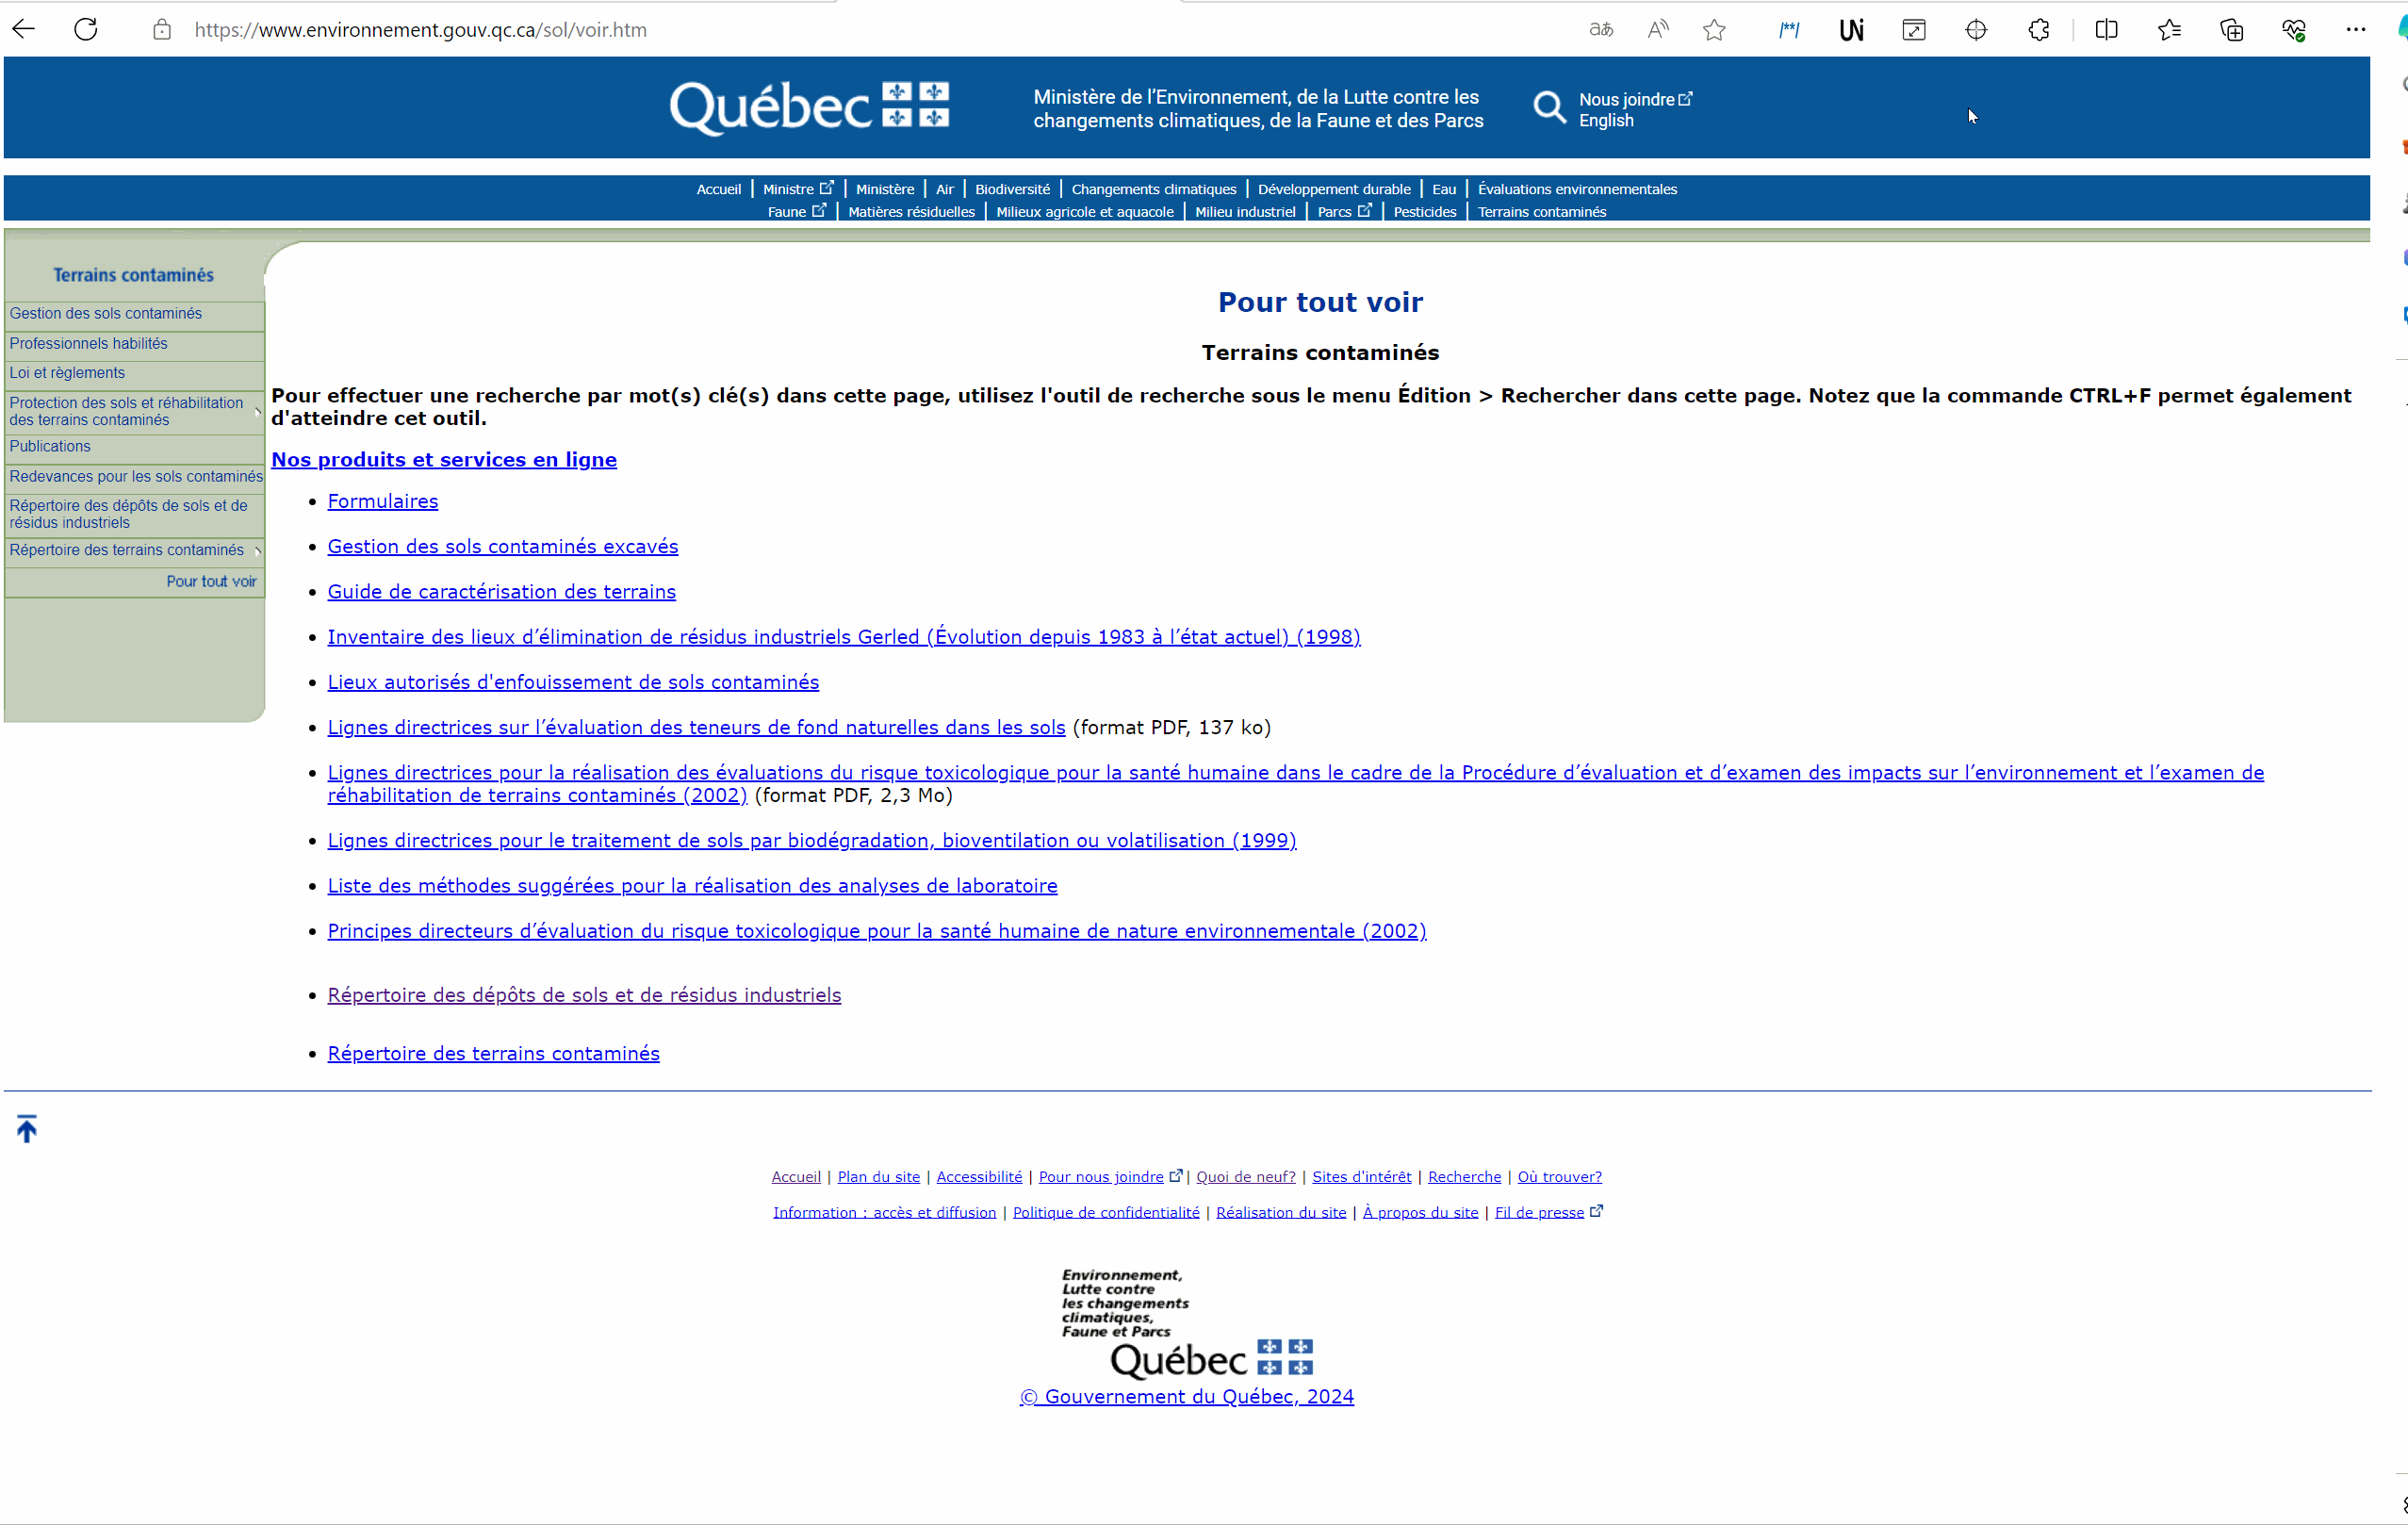 https://www.environnement.gouv.qc.ca/sol/voir.htm
Québec
Ministère de l'Environnement, de la Lutte contre les
changements climatiques, de la Faune et des Parcs
Nous joindre
English
Accueil | Ministre | Ministère | Air | Biodiversité | Changements climatiques | Développement durable | Eau | Évaluations environnementales
Faune | Matières résiduelles | Milieux agricole et aquacole | Milieu industriel | Parcs | Pesticides | Terrains contaminés
Terrains contaminés
Gestion des sols contaminés
Professionnels habilités
Loi et règlements
Protection des sols et réhabilitation
des terrains contaminés
Publications
Redevances pour les sols contaminés
Répertoire des dépôts de sols et de
résidus industriels
Répertoire des terrains contaminés
Pour tout voir
Pour tout voir
Terrains contaminés
Pour effectuer une recherche par mot(s) clé(s) dans cette page, utilisez l'outil de recherche sous le menu Édition > Rechercher dans cette page. Notez que la commande CTRL+F permet également
d'atteindre cet outil.
Nos produits et services en ligne
• Formulaires
• Gestion des sols contaminés excavés
• Guide de caractérisation des terrains
• Inventaire des lieux d’élimination de résidus industriels Gerled (Évolution depuis 1983 à l’état actuel) (1998)
• Lieux autorisés d'enfouissement de sols contaminés
• Lignes directrices sur l’évaluation des teneurs de fond naturelles dans les sols (format PDF, 137 ko)
• Lignes directrices pour la réalisation des évaluations du risque toxicologique pour la santé humaine dans le cadre de la Procédure d’évaluation et d’examen des impacts sur l’environnement et l’examen de
réhabilitation de terrains contaminés (2002) (format PDF, 2,3 Mo)
• Lignes directrices pour le traitement de sols par biodégradation, bioventilation ou volatilisation (1999)
• Liste des méthodes suggérées pour la réalisation des analyses de laboratoire
• Principes directeurs d’évaluation du risque toxicologique pour la santé humaine de nature environnementale (2002)
• Répertoire des dépôts de sols et de résidus industriels
• Répertoire des terrains contaminés
Accueil | Plan du site | Accessibilité | Pour nous joindre | Quoi de neuf? | Sites d'intérêt | Recherche | Où trouver?
Information : accès et diffusion | Politique de confidentialité | Réalisation du site | À propos du site | Fil de presse
Environnement,
Lutte contre
les changements
climatiques,
Faune et Parcs
Québec
© Gouvernement du Québec, 2024